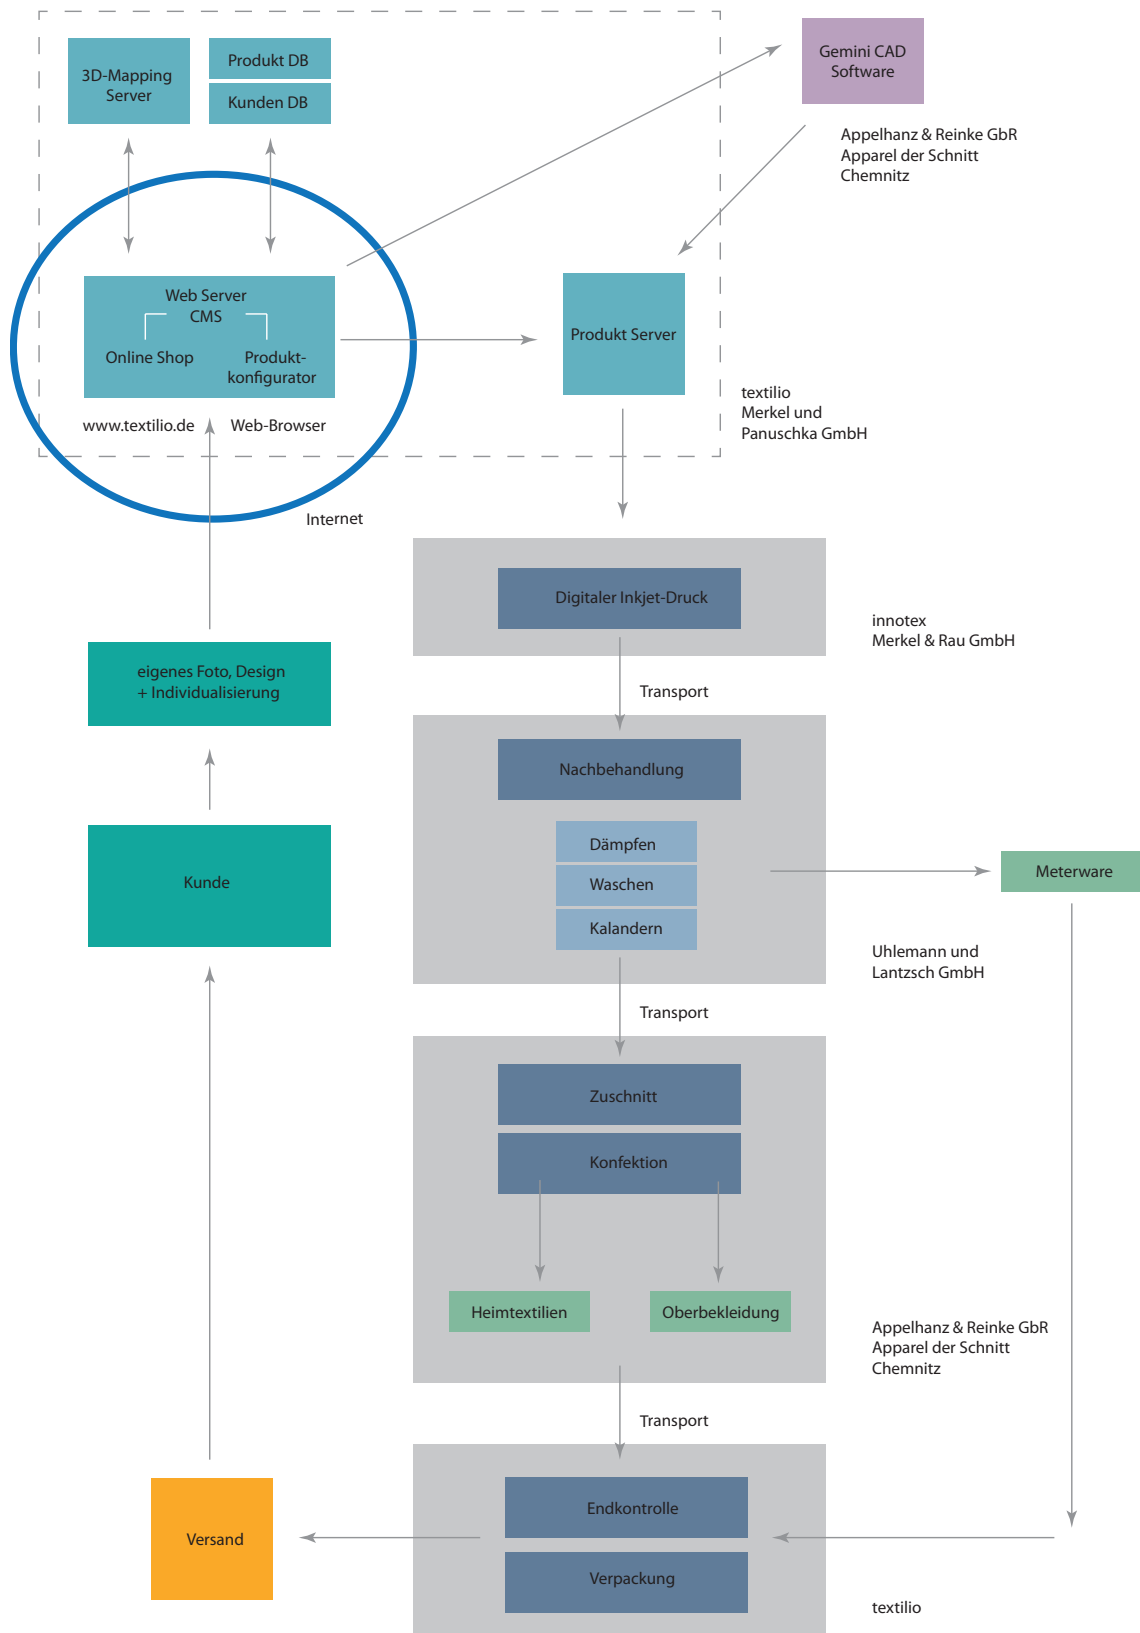 3D-Mapping
Server
Produkt DB
Kunden DB
Gemini CAD
Software
Appelhanz & Reinke GbR
Apparel der Schnitt
Chemnitz
Web Server
CMS
Online Shop
Produkt-
konfigurator
Produkt Server
www.textilio.de
Web-Browser
textilio
Merkel und
Panuschka GmbH
Internet
Digitaler Inkjet-Druck
innotex
Merkel & Rau GmbH
eigenes Foto, Design
+ Individualisierung
Transport
Nachbehandlung
Dämpfen
Waschen
Kalandern
Kunde
Meterware
Uhlemann und
Lantzsch GmbH
Transport
Zuschnitt
Konfektion
Heimtextilien
Oberbekleidung
Appelhanz & Reinke GbR
Apparel der Schnitt
Chemnitz
Transport
Endkontrolle
Verpackung
Versand
textilio